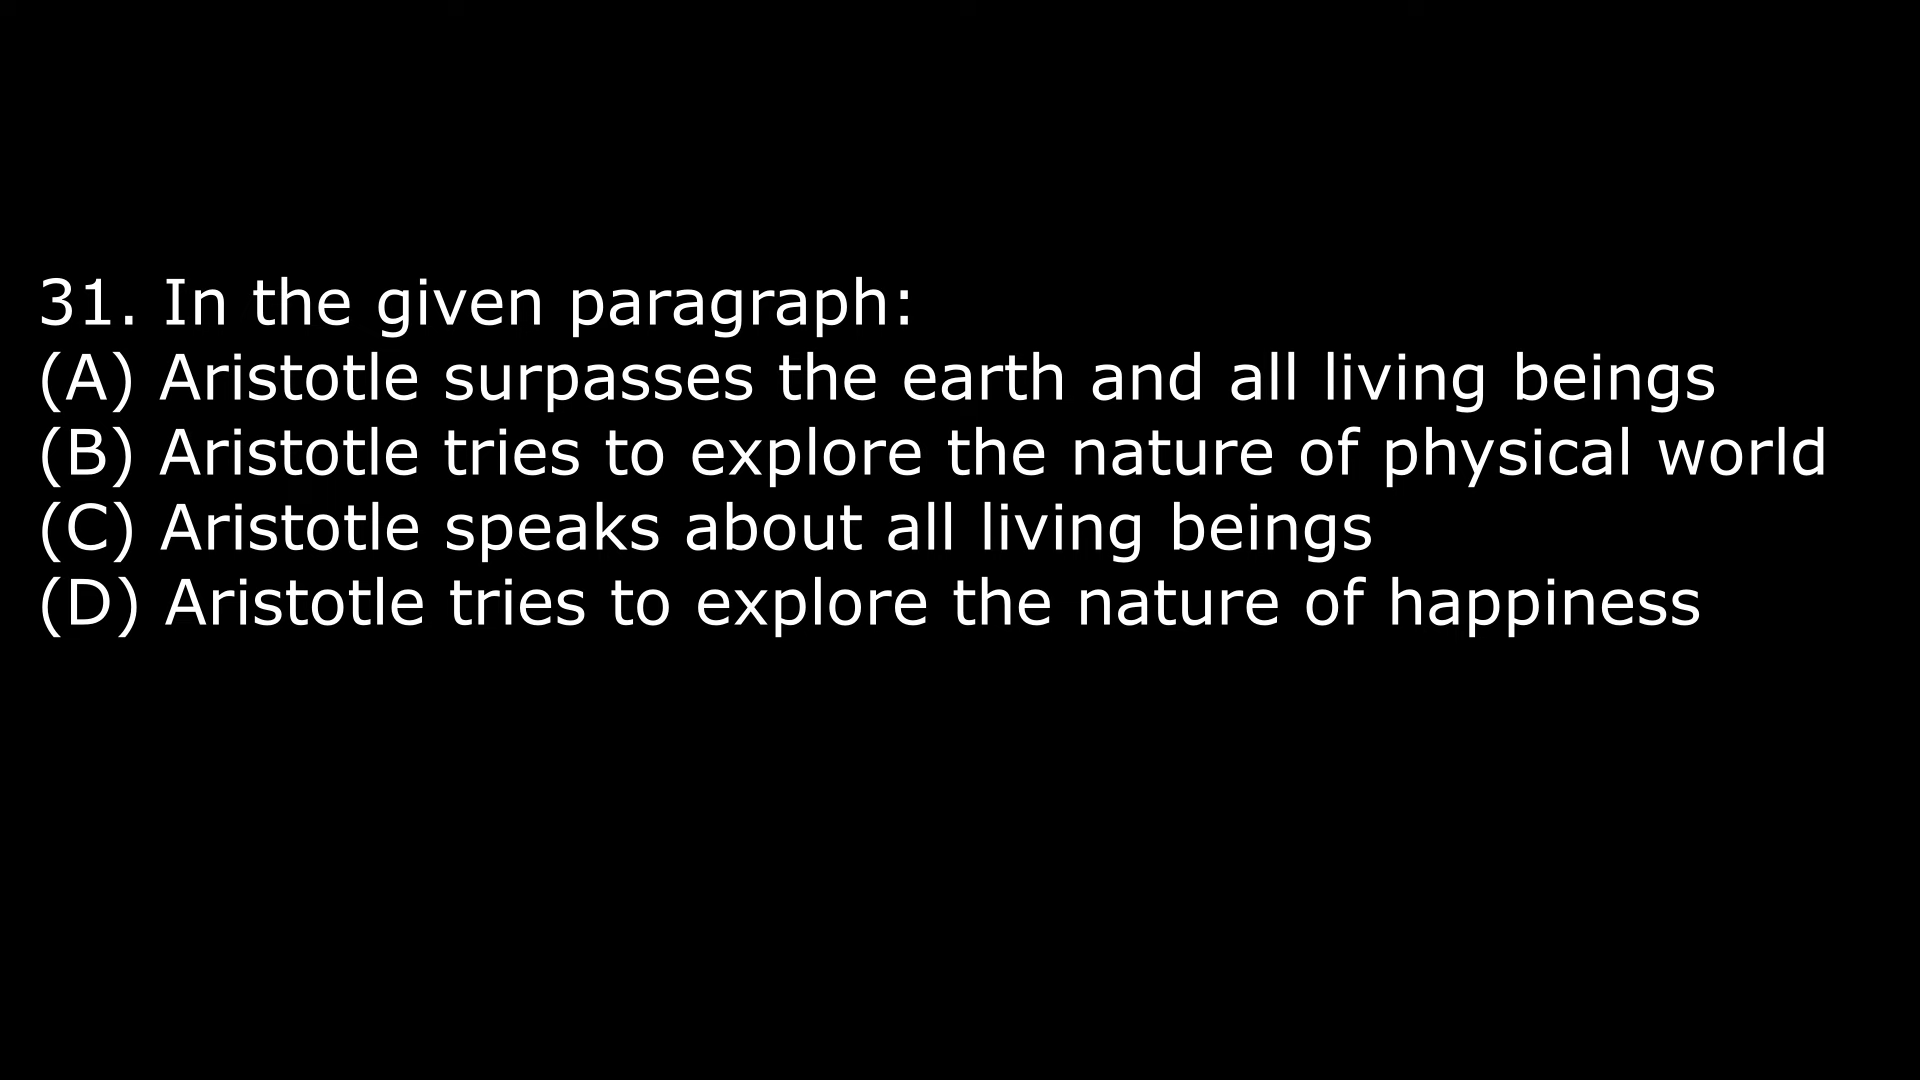 31. In the given paragraph:
(A) Aristotle surpasses the earth and all living beings
(B) Aristotle tries to explore the nature of physical world
(C) Aristotle speaks about all living beings
(D) Aristotle tries to explore the nature of happiness